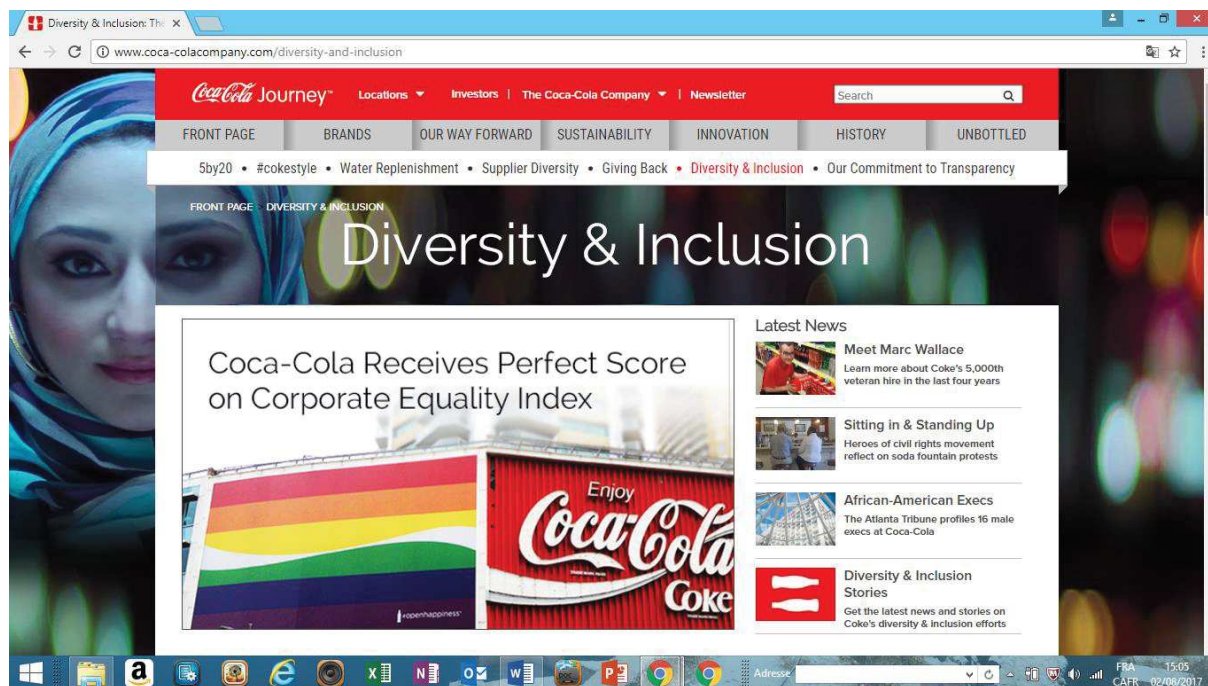 Diversity & Inclusion: The
www.coca-colacompany.com/diversity-and-inclusion
Coca-Cola Journey™ Locations Investors | The Coca-Cola Company | Newsletter Search
FRONT PAGE BRANDS OUR WAY FORWARD SUSTAINABILITY INNOVATION HISTORY UNBOTTLED
5by20 • #cokestyle • Water Replenishment • Supplier Diversity • Giving Back • Diversity & Inclusion • Our Commitment to Transparency
FRONT PAGE DIVERSITY & INCLUSION
Diversity & Inclusion
Coca-Cola Receives Perfect Score
on Corporate Equality Index
Enjoy
Coca-Cola
Coke
#openhappiness
Latest News
Meet Marc Wallace
Learn more about Coke's 5,000th
veteran hire in the last four years
Sitting in & Standing Up
Heroes of civil rights movement
reflect on soda fountain protests
African-American Execs
The Atlanta Tribune profiles 16 male
execs at Coca-Cola
Diversity & Inclusion
Stories
Get the latest news and stories on
Coke's diversity & inclusion efforts
Adresse
FRA 15:05
CAFR 02/08/2017